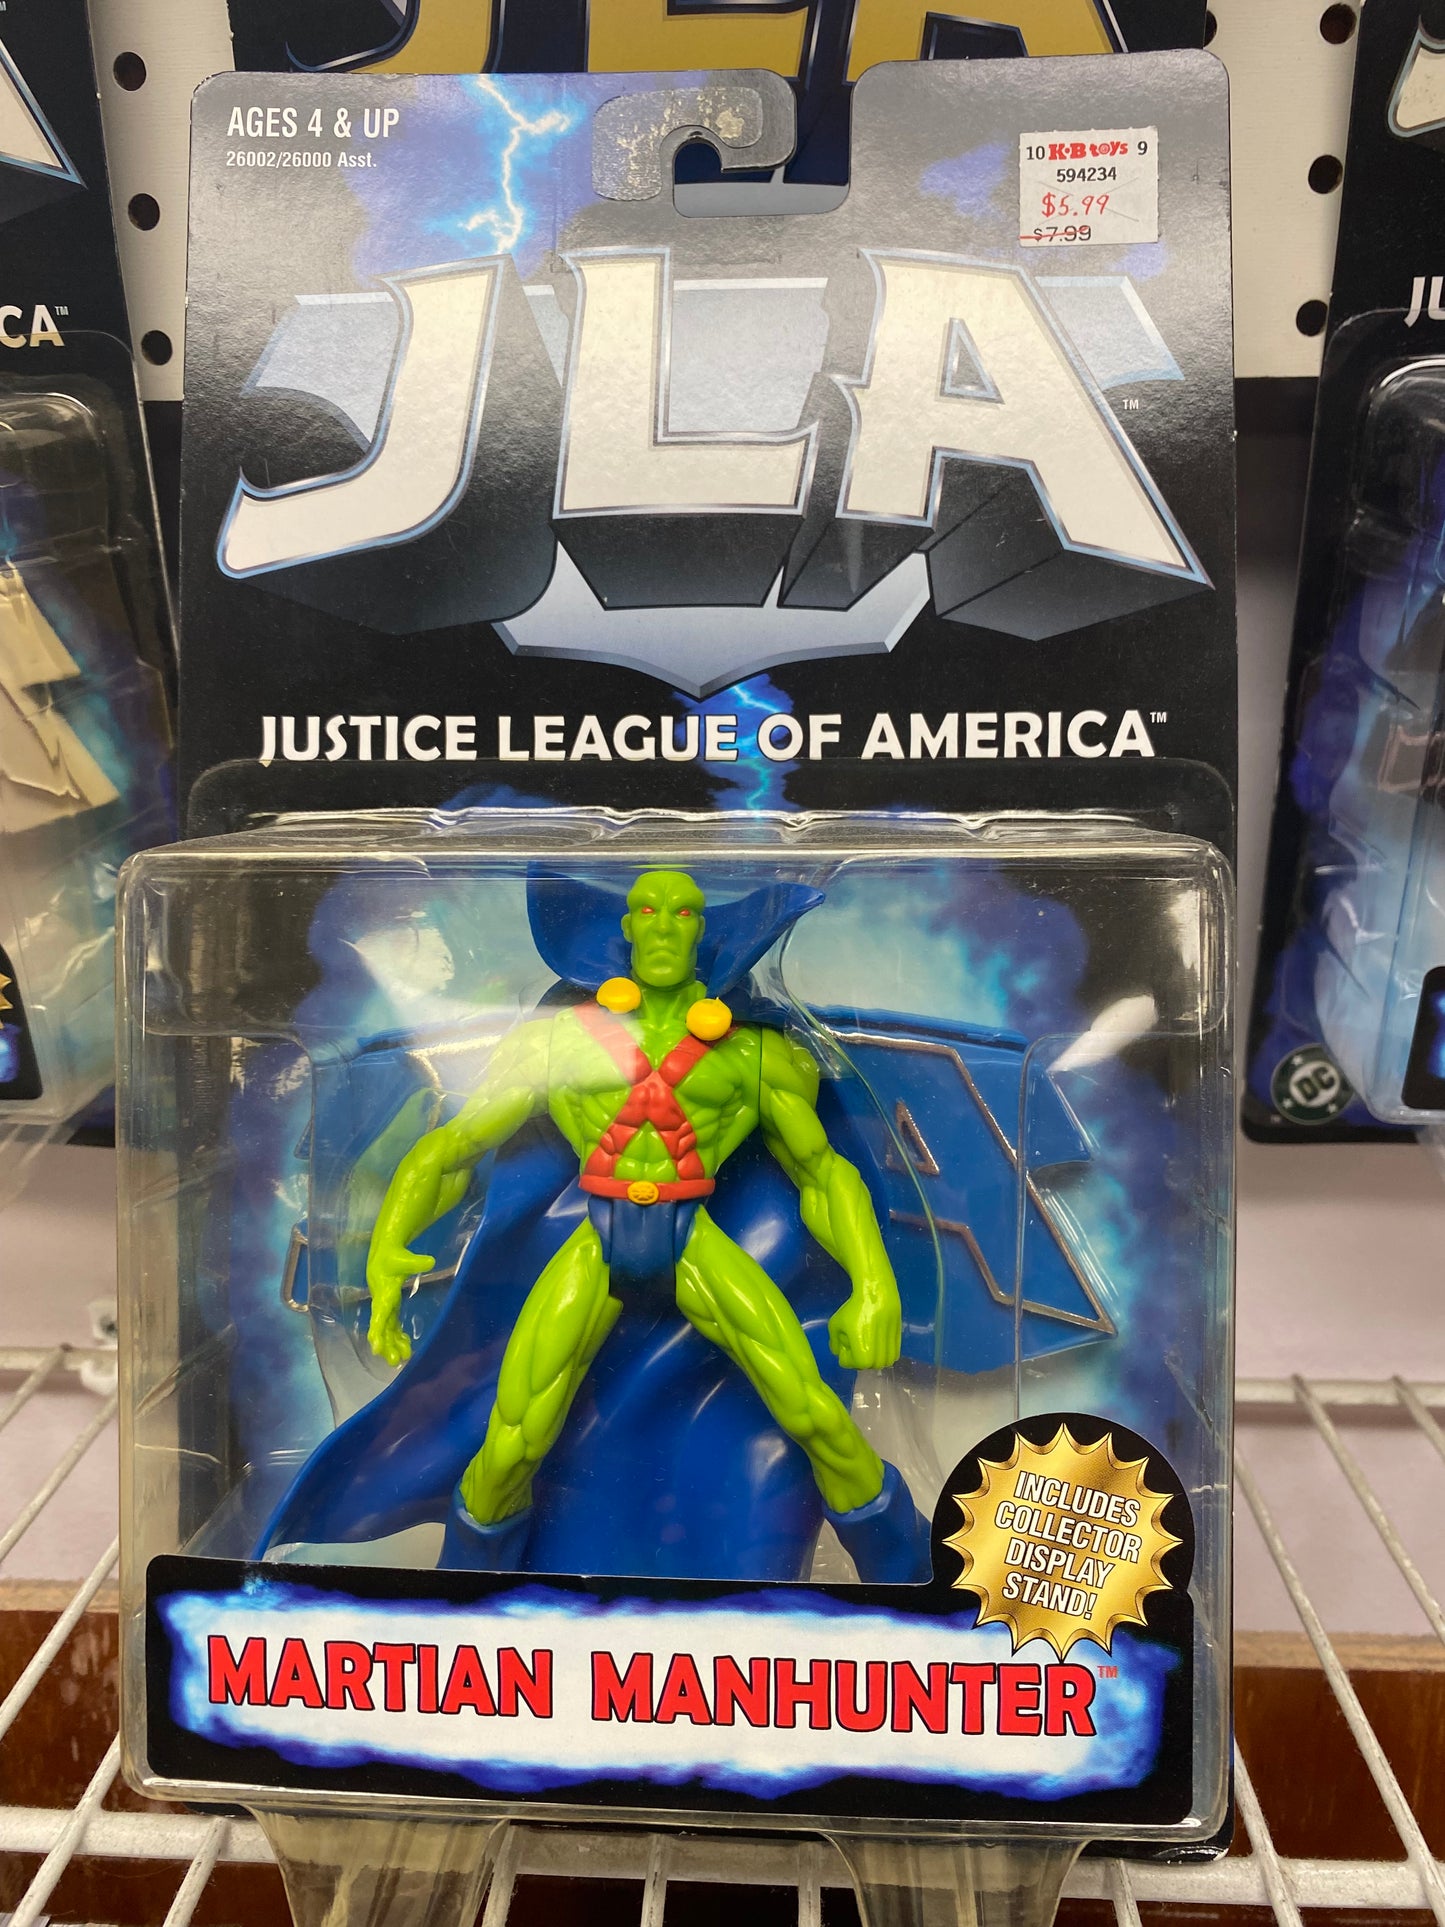 JLA
AGES 4 & UP
26002/26000 Asst.
10 K•B toys 9
594234
$5.99
$7.99
JLA™
JUSTICE LEAGUE OF AMERICA™
CA™
JU
DC
INCLUDES
COLLECTOR
DISPLAY
STAND!
MARTIAN MANHUNTER™